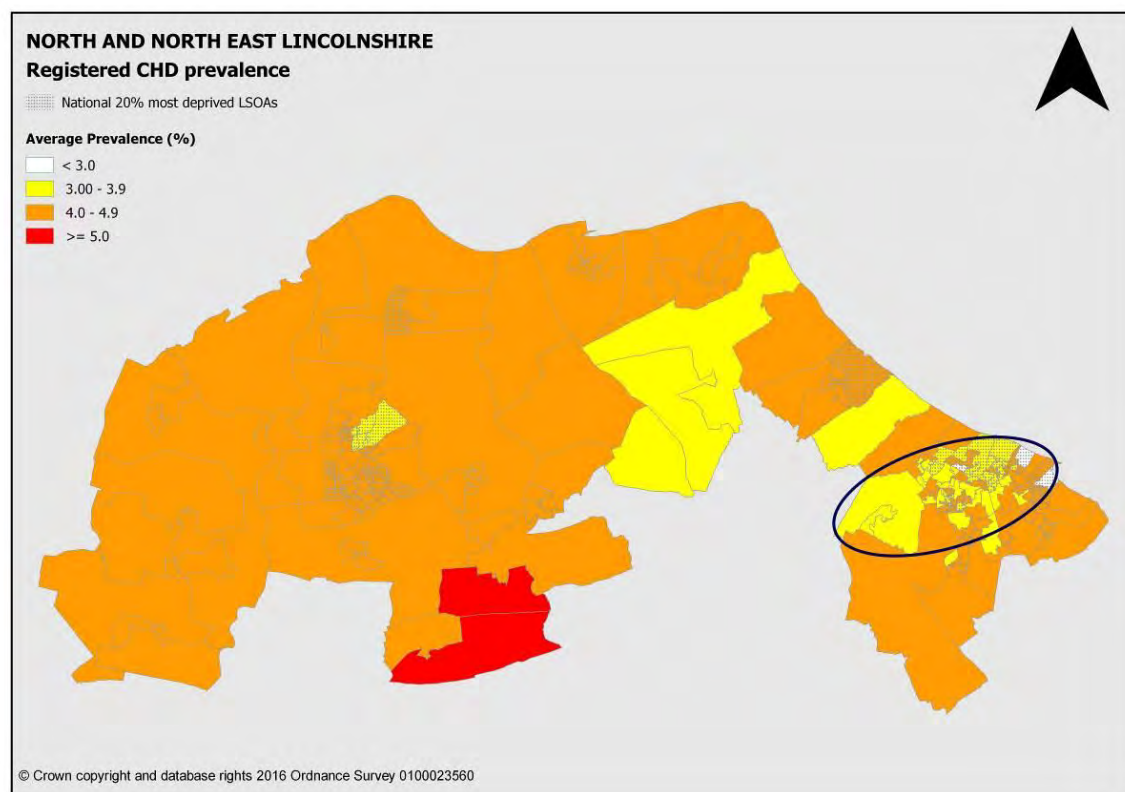 NORTH AND NORTH EAST LINCOLNSHIRE
Registered CHD prevalence
National 20% most deprived LSOAs
Average Prevalence (%)
< 3.0
3.00 - 3.9
4.0 - 4.9
>= 5.0
© Crown copyright and database rights 2016 Ordnance Survey 0100023560